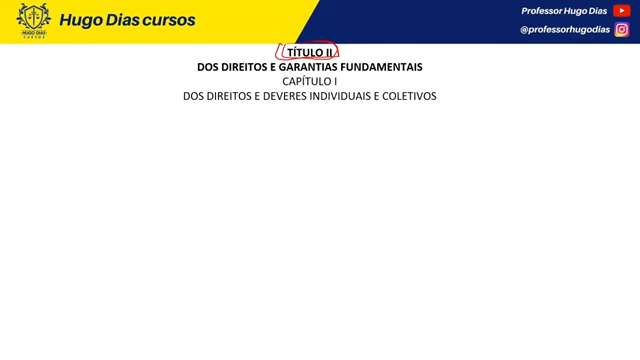 HUGO DIAS
CURSOS
Hugo Dias cursos
Professor Hugo Dias
@professorhugodias
TÍTULO II
DOS DIREITOS E GARANTIAS FUNDAMENTAIS
CAPÍTULO I
DOS DIREITOS E DEVERES INDIVIDUAIS E COLETIVOS